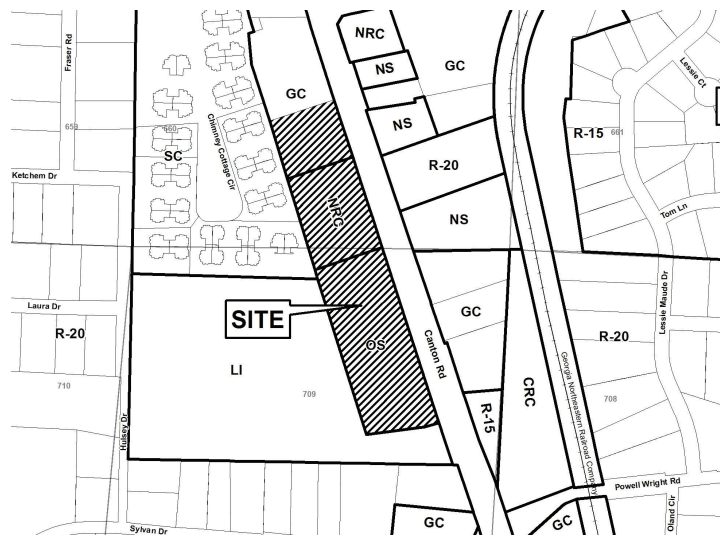 Fraser Rd
NRC
NS
GC
Lessie Ct
GC
NS
R-15
661
659
660
SC
Chimney Cottage Cir
R-20
Ketchem Dr
NRC
Tom Ln
NS
Laura Dr
SITE
GC
Lessie Maude Dr
R-20
R-20
OS
Canton Rd
LI
709
710
CRC
708
Georgia Northeastern Railroad Company
R-15
Hulsey Dr
Powell Wright Rd
Oland Cir
GC
GC
Sylvan Dr